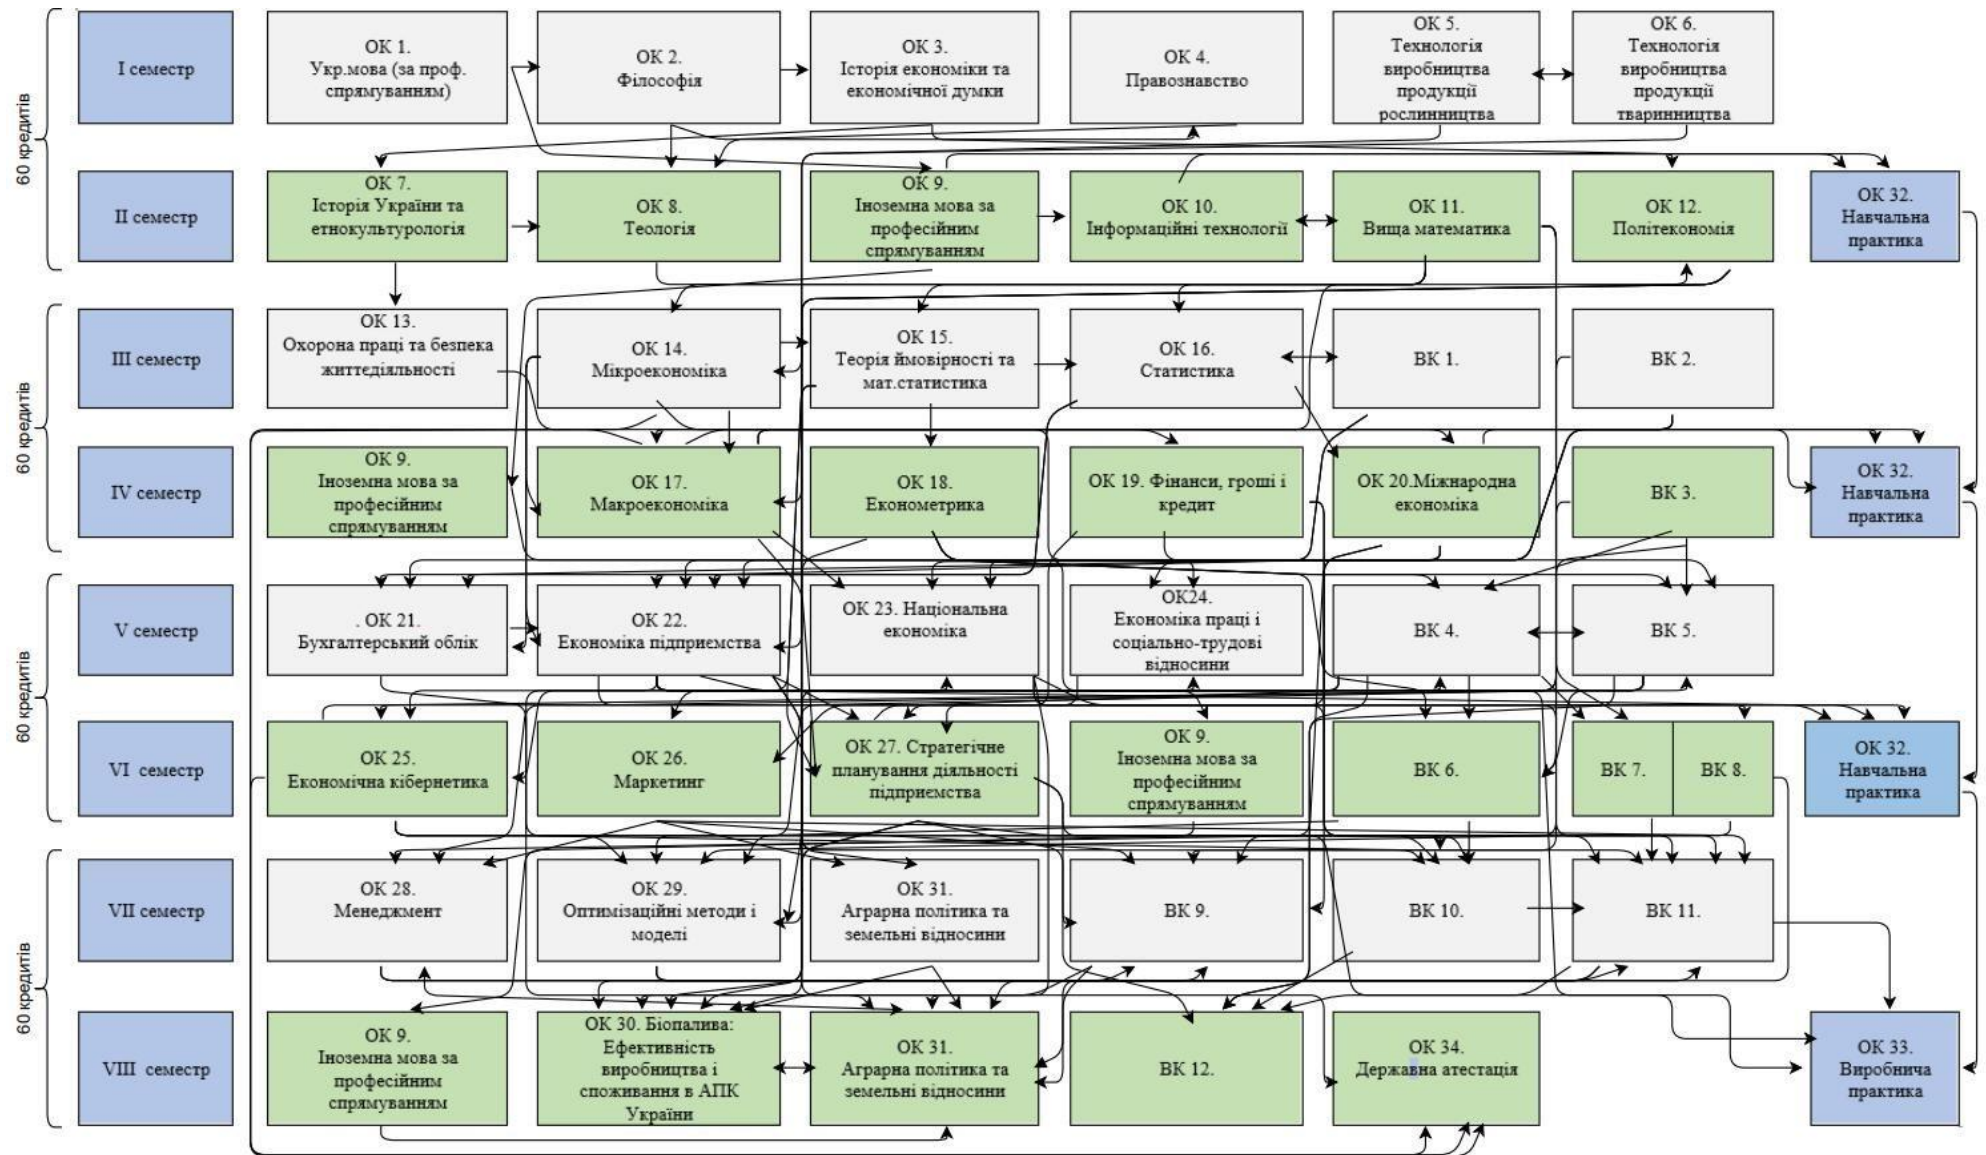 60 кредитів
І семестр
ОК 1.
Укр.мова (за проф.
спрямуванням)
ОК 2.
Філософія
ОК 3.
Історія економіки та
економічної думки
ОК 4.
Правознавство
ОК 5.
Технологія
виробництва
продукції
рослинництва
ОК 6.
Технологія
виробництва
продукції
тваринництва
ІІ семестр
ОК 7.
Історія України та
етнокультурологія
ОК 8.
Теологія
ОК 9.
Іноземна мова за
професійним
спрямуванням
ОК 10.
Інформаційні технології
ОК 11.
Вища математика
ОК 12.
Політекономія
ОК 32.
Навчальна
практика
60 кредитів
ІІІ семестр
ОК 13.
Охорона праці та безпека
життєдіяльності
ОК 14.
Мікроекономіка
ОК 15.
Теорія ймовірності та
мат.статистика
ОК 16.
Статистика
ВК 1.
ВК 2.
IV семестр
ОК 9.
Іноземна мова за
професійним
спрямуванням
ОК 17.
Макроекономіка
ОК 18.
Економетрика
ОК 19. Фінанси, гроші і
кредит
ОК 20.Міжнародна
економіка
ВК 3.
ОК 32.
Навчальна
практика
60 кредитів
V семестр
. ОК 21.
Бухгалтерський облік
ОК 22.
Економіка підприємства
ОК 23. Національна
економіка
ОК24.
Економіка праці і
соціально-трудові
відносини
ВК 4.
ВК 5.
VI семестр
ОК 25.
Економічна кібернетика
ОК 26.
Маркетинг
ОК 27. Стратегічне
планування діяльності
підприємства
ОК 9.
Іноземна мова за
професійним
спрямуванням
ВК 6.
ВК 7.
ВК 8.
ОК 32.
Навчальна
практика
60 кредитів
VII семестр
ОК 28.
Менеджмент
ОК 29.
Оптимізаційні методи і
моделі
ОК 31.
Аграрна політика та
земельні відносини
ВК 9.
ВК 10.
ВК 11.
VIII семестр
ОК 9.
Іноземна мова за
професійним
спрямуванням
ОК 30. Біопалива:
Ефективність
виробництва і
споживання в АПК
України
ОК 31.
Аграрна політика та
земельні відносини
ВК 12.
ОК 34.
Державна атестація
ОК 33.
Виробнича
практика